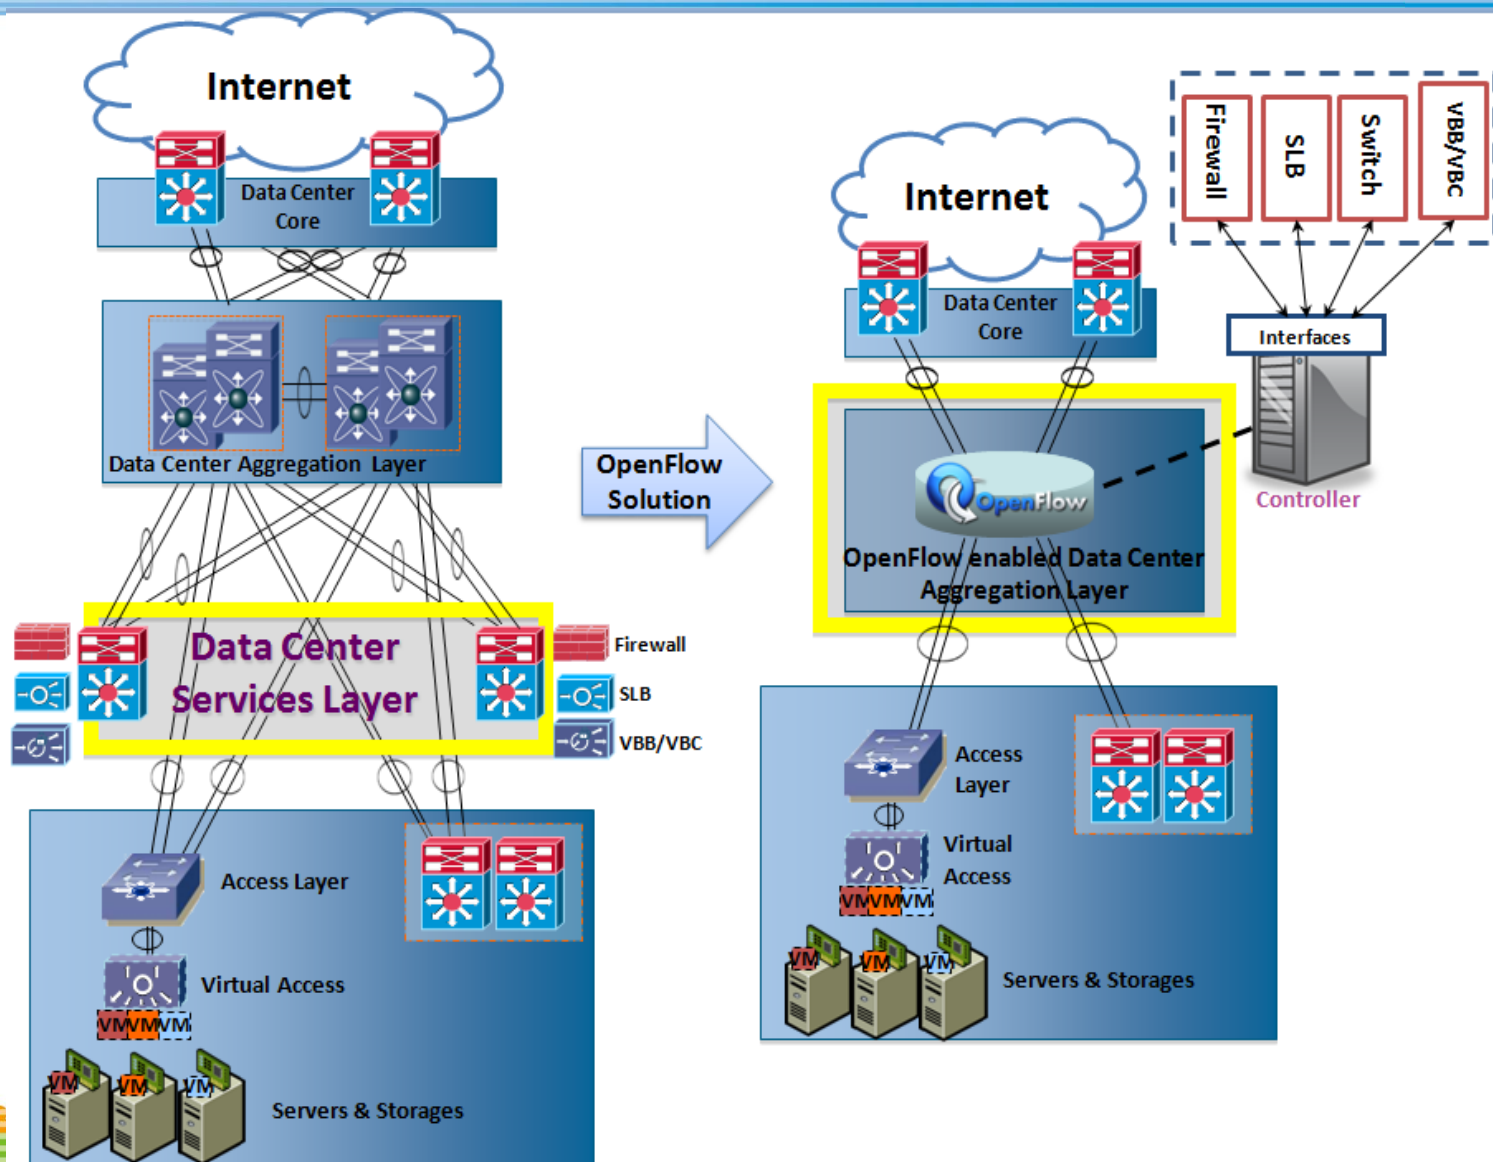 Internet
Data Center
Core
Data Center Aggregation Layer
Data Center
Services Layer
Firewall
SLB
VBB/VBC
Access Layer
Virtual Access
VM VM VM
VM VM VM
Servers & Storages
OpenFlow
Solution
Internet
Data Center
Core
Firewall
SLB
Switch
VBB/VBC
Interfaces
Controller
OpenFlow
OpenFlow enabled Data Center
Aggregation Layer
Access
Layer
Virtual
Access
VM VM VM
VM VM VM
Servers & Storages